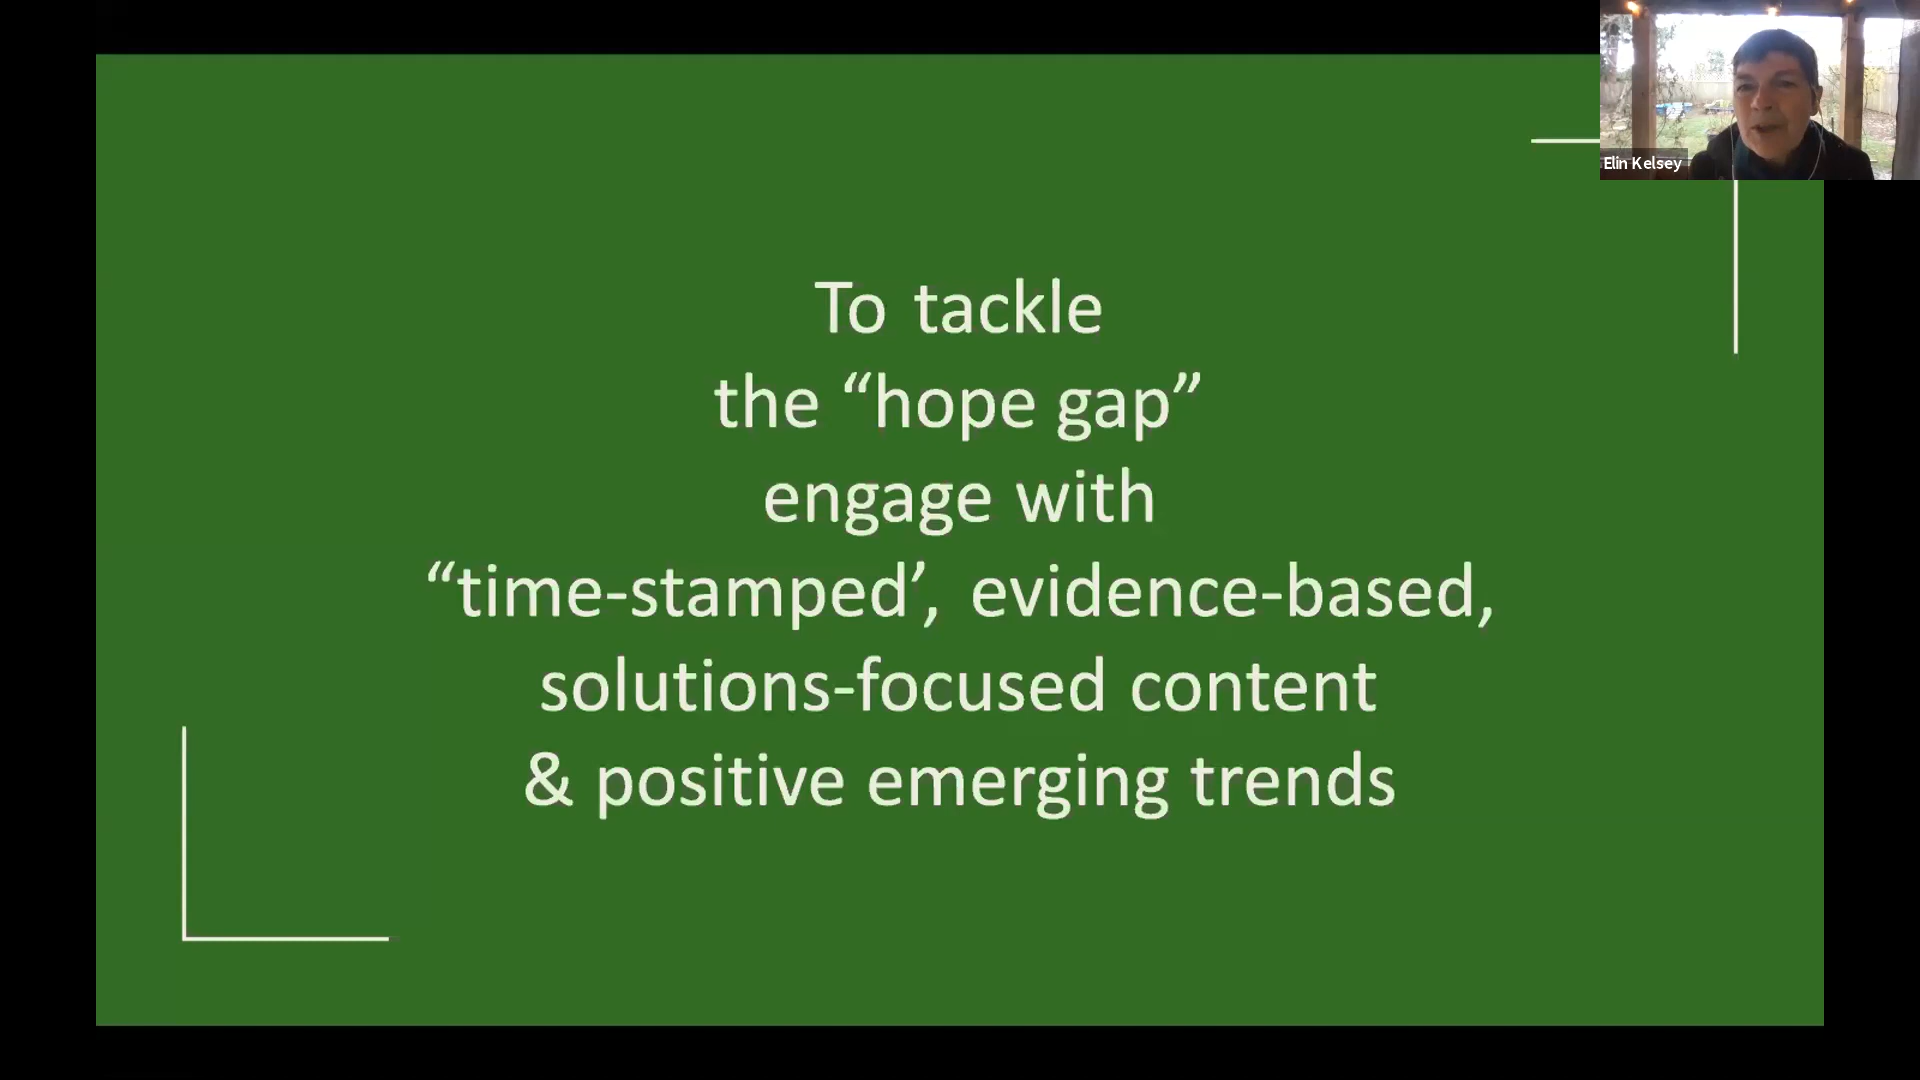 To tackle
the “hope gap”
engage with
“time-stamped’, evidence-based,
solutions-focused content
& positive emerging trends
Elin Kelsey